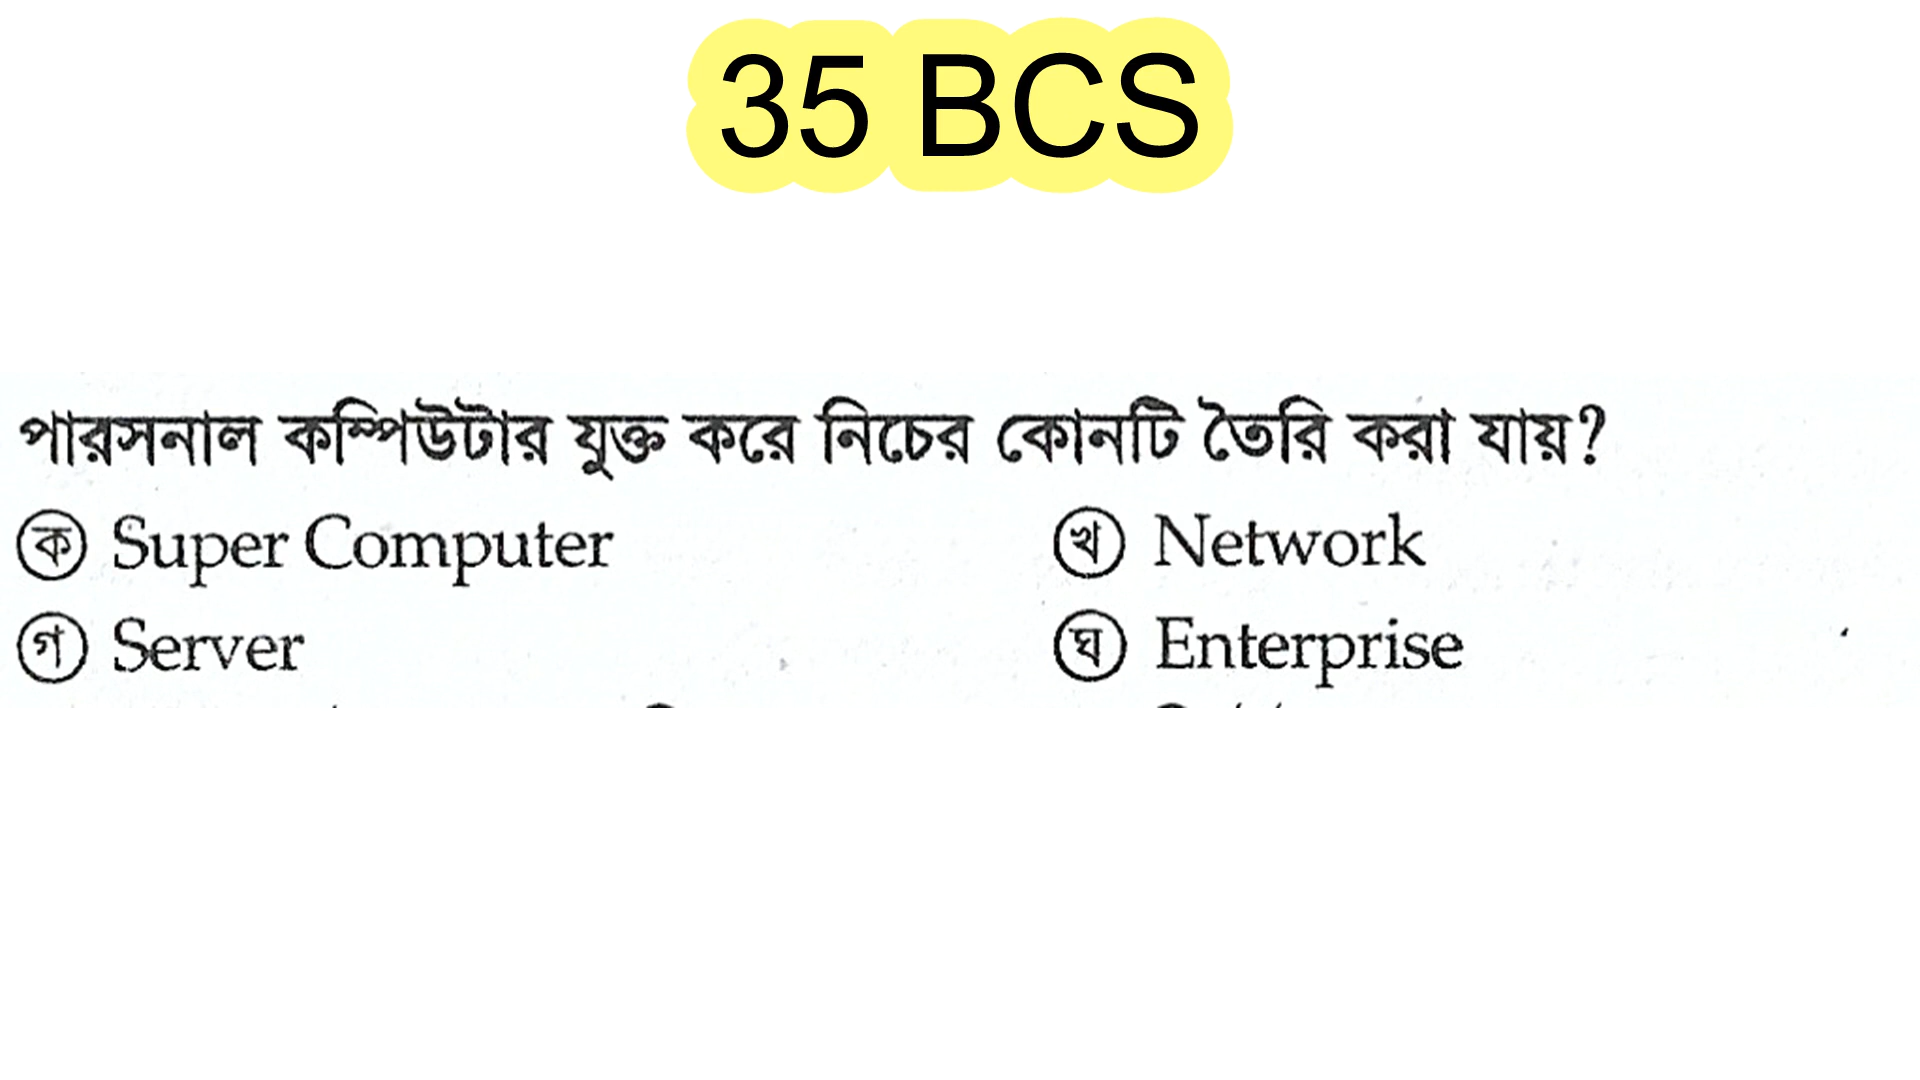 35 BCS
পারসনাল কম্পিউটার যুক্ত করে নিচের কোনটি তৈরি করা যায়?
ক Super Computer খ Network
গ Server ঘ Enterprise